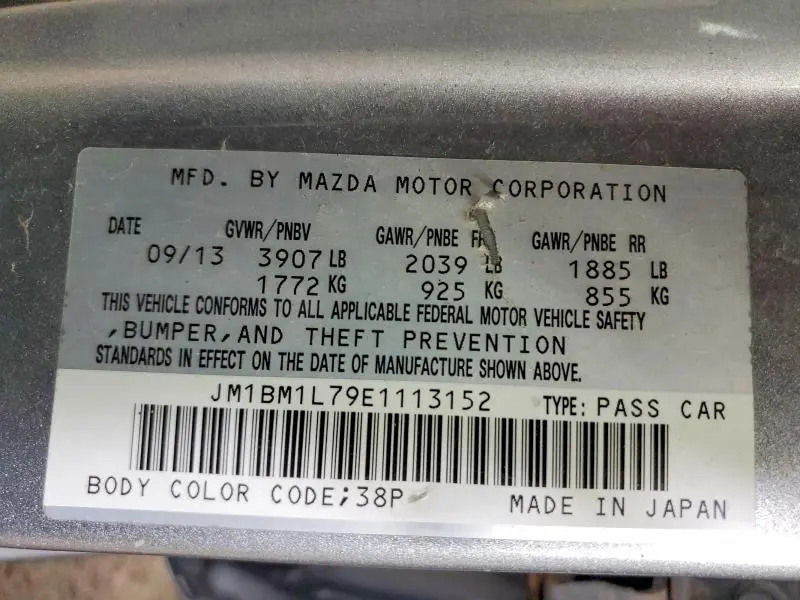 MFD. BY MAZDA MOTOR CORPORATION
DATE GVWR/PNBV GAWR/PNBE GAWR/PNBE RR
09/13 3907 LB 2039 LB 1885 LB
1772 KG 925 KG 855 KG
THIS VEHICLE CONFORMS TO ALL APPLICABLE FEDERAL MOTOR VEHICLE SAFETY
,BUMPER,AND THEFT PREVENTION
STANDARDS IN EFFECT ON THE DATE OF MANUFACTURE SHOWN ABOVE.
JM1BM1L79E1113152 TYPE: PASS CAR
BODY COLOR CODE;38P MADE IN JAPAN